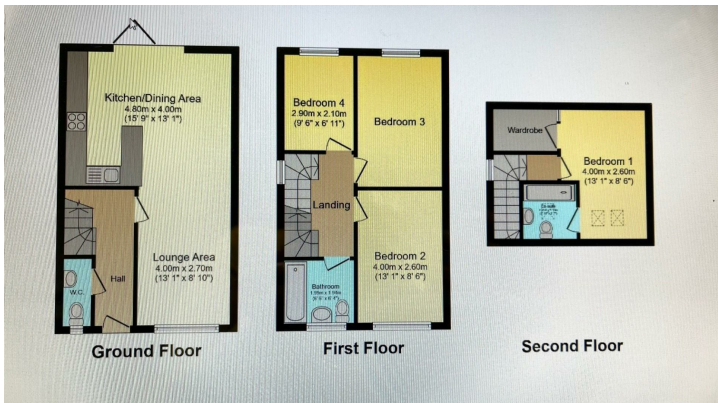 Kitchen/Dining Area
4.80m x 4.00m
(15' 9" x 13' 1")
Lounge Area
4.00m x 2.70m
(13' 1" x 8' 10")
Hall
W.C.
Ground Floor
Bedroom 4
2.90m x 2.10m
(9' 6" x 6' 11")
Bedroom 3
Landing
Bedroom 2
4.00m x 2.60m
(13' 1" x 8' 6")
Bathroom
First Floor
Wardrobe
Bedroom 1
4.00m x 2.60m
(13' 1" x 8' 6")
En-suite
Second Floor